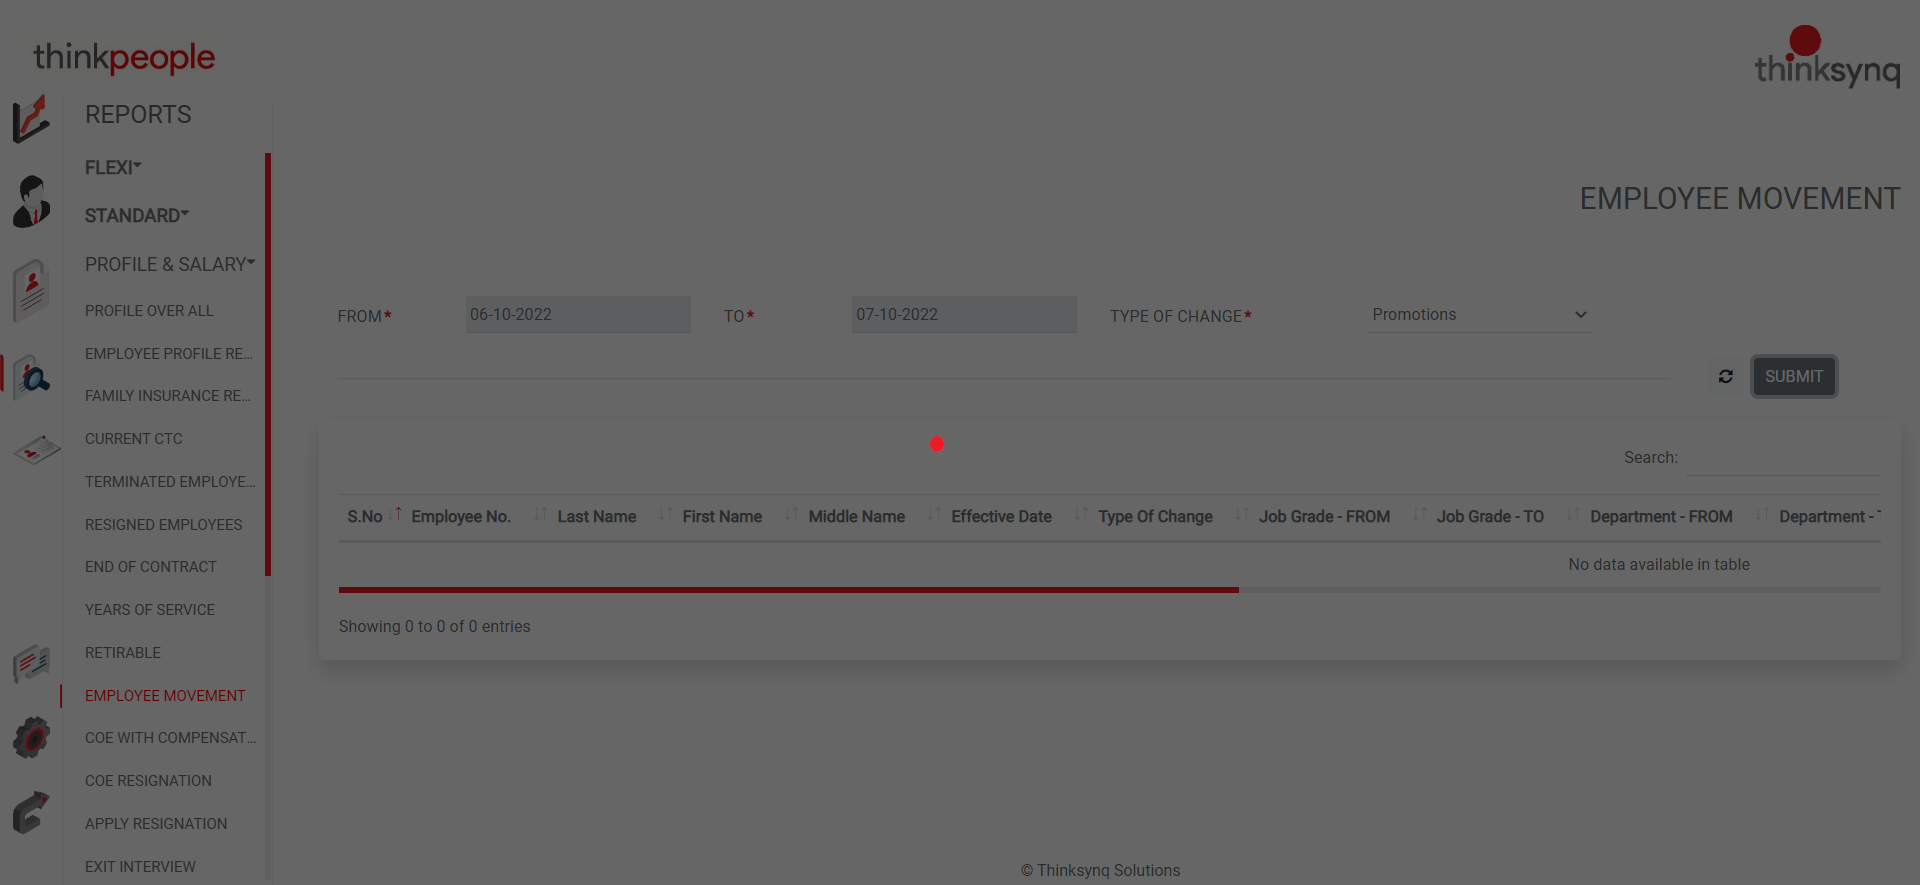 thinkpeople
thinksynq
REPORTS
FLEXI
STANDARD
PROFILE & SALARY
PROFILE OVER ALL
EMPLOYEE PROFILE RE...
FAMILY INSURANCE RE...
CURRENT CTC
TERMINATED EMPLOYE...
RESIGNED EMPLOYEES
END OF CONTRACT
YEARS OF SERVICE
RETIRABLE
EMPLOYEE MOVEMENT
COE WITH COMPENSAT...
COE RESIGNATION
APPLY RESIGNATION
EXIT INTERVIEW
EMPLOYEE MOVEMENT
FROM* 06-10-2022 TO* 07-10-2022 TYPE OF CHANGE* Promotions
SUBMIT
Search:
S.No Employee No. Last Name First Name Middle Name Effective Date Type Of Change Job Grade - FROM Job Grade - TO Department - FROM Department -
No data available in table
Showing 0 to 0 of 0 entries
© Thinksynq Solutions